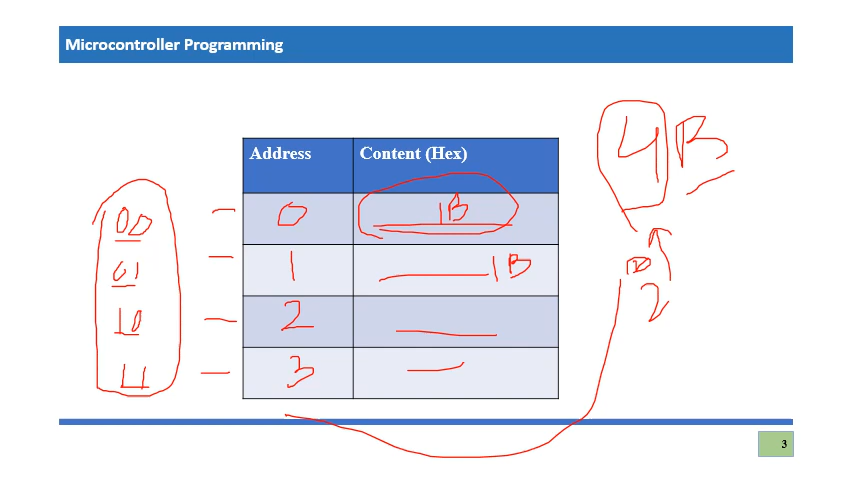 Microcontroller Programming
4B
Address Content (Hex)
00 - 0 1B
01 - 1 1B
10 - 2
11 - 3
2
3